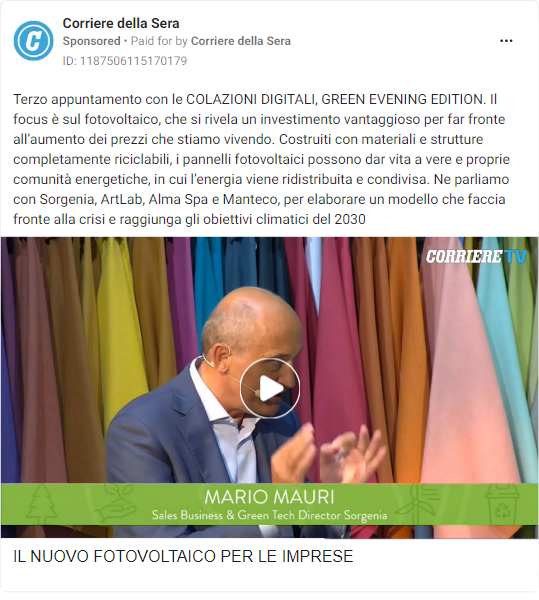 Corriere della Sera
Sponsored • Paid for by Corriere della Sera
ID: 1187506115170179
Terzo appuntamento con le COLAZIONI DIGITALI, GREEN EVENING EDITION. Il
focus è sul fotovoltaico, che si rivela un investimento vantaggioso per far fronte
all'aumento dei prezzi che stiamo vivendo. Costruiti con materiali e strutture
completamente riciclabili, i pannelli fotovoltaici possono dar vita a vere e proprie
comunità energetiche, in cui l'energia viene ridistribuita e condivisa. Ne parliamo
con Sorgenia, ArtLab, Alma Spa e Manteco, per elaborare un modello che faccia
fronte alla crisi e raggiunga gli obiettivi climatici del 2030
CORRIERE TV
MARIO MAURI
Sales Business & Green Tech Director Sorgenia
IL NUOVO FOTOVOLTAICO PER LE IMPRESE